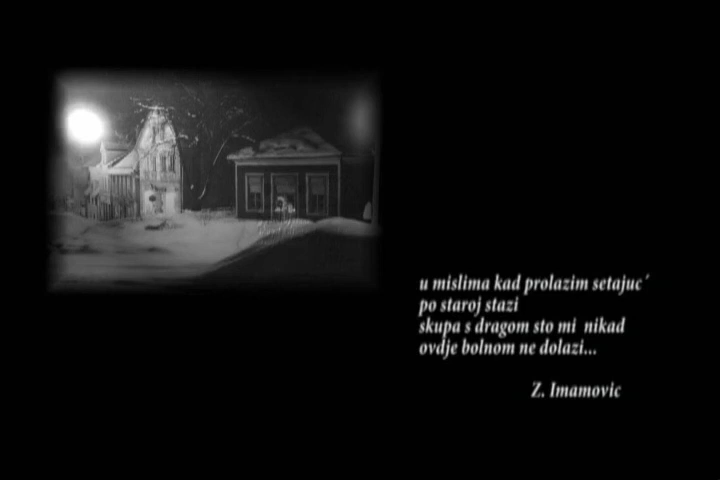 u mislima kad prolazim setajuc´
po staroj stazi
skupa s dragom sto mi nikad
ovdje bolnom ne dolazi...
Z. Imamovic